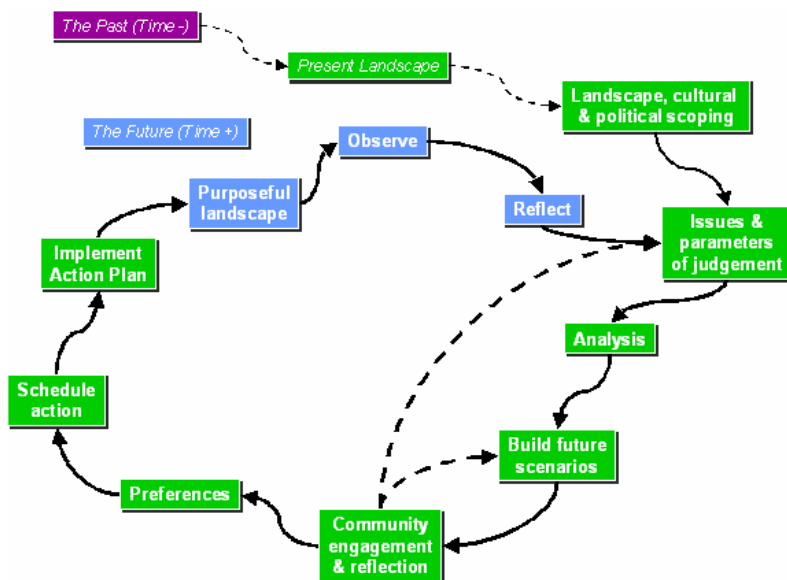 The Past (Time -)
Present Landscape
Landscape, cultural
& political scoping
The Future (Time +)
Observe
Purposeful
landscape
Reflect
Issues &
parameters
of judgement
Implement
Action Plan
Analysis
Schedule
action
Build future
scenarios
Preferences
Community
engagement
& reflection